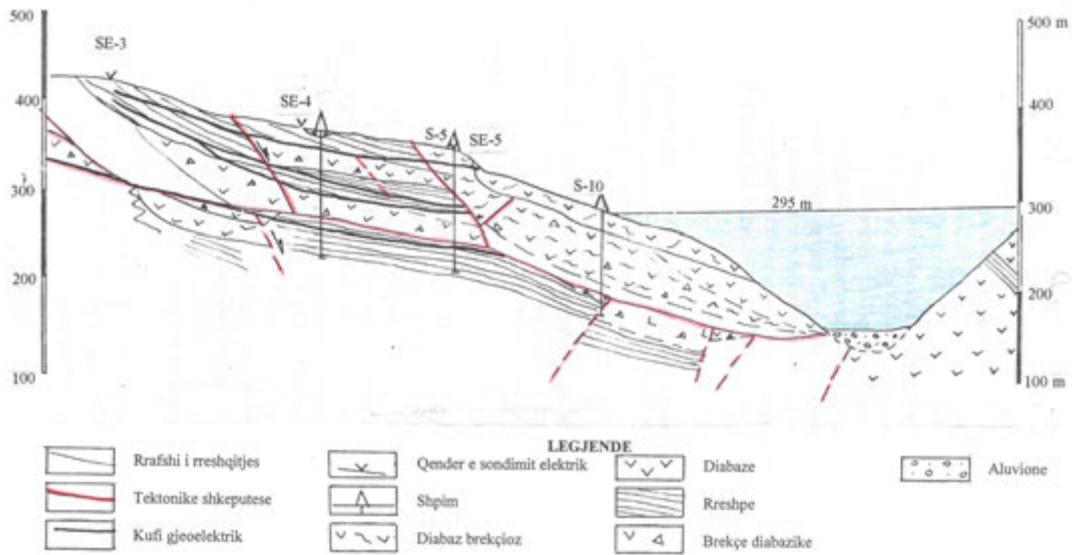 500
500 m
SE-3
400
400
SE-4
S-5
SE-5
S-10
300
300
295 m
200
200
100
100 m
LEGJENDE
Rrafshi i rreshqitjes
Qender e sondimit elektrik
Diabaze
Aluvione
Tektonike shkeputese
Shpim
Rreshpe
Kufi gjeoelektrik
Diabaz brekçioz
Brekçe diabazike